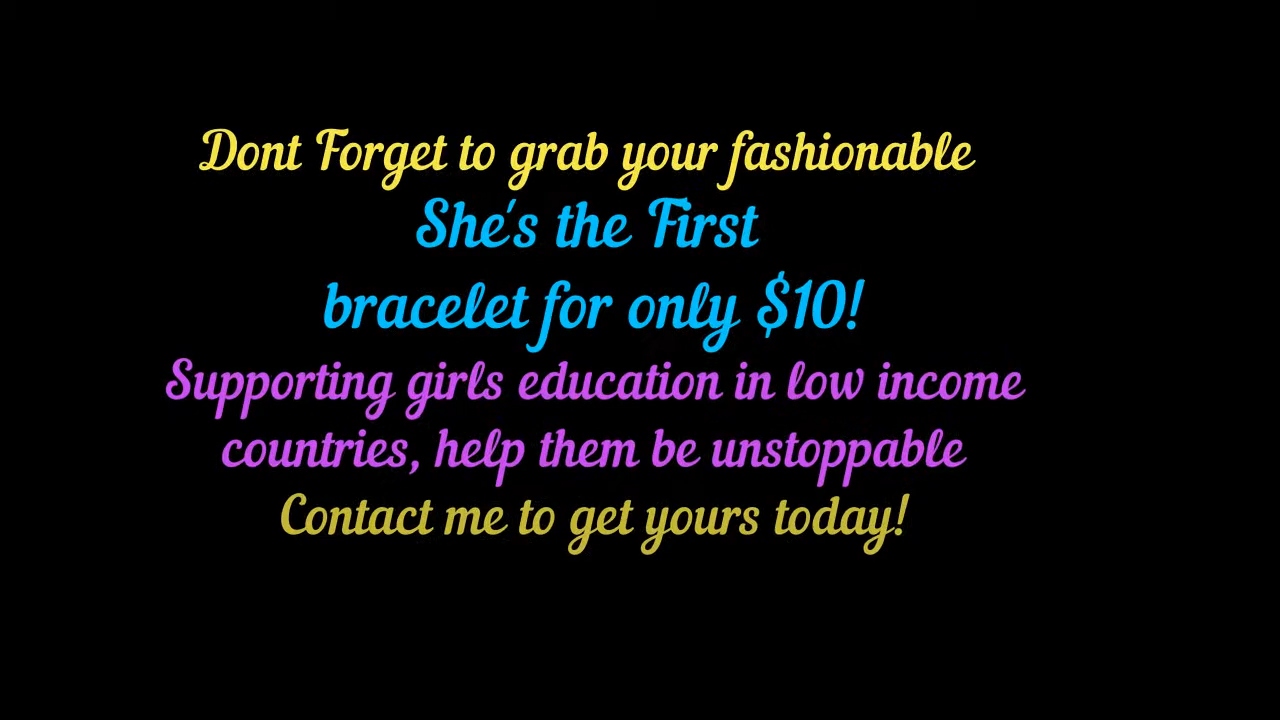 Dont Forget to grab your fashionable
She's the First
bracelet for only $10!
Supporting girls education in low income
countries, help them be unstoppable
Contact me to get yours today!